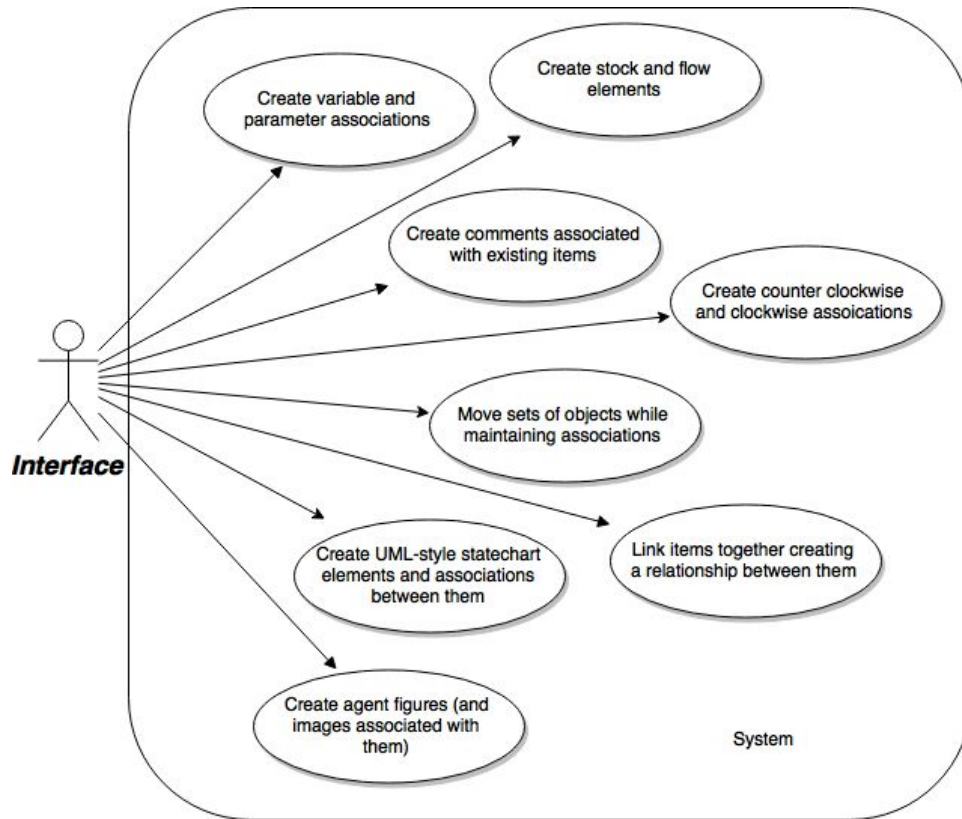 Create variable and
parameter associations
Create stock and flow
elements
Create comments associated
with existing items
Create counter clockwise
and clockwise assoications
Move sets of objects while
maintaining associations
Interface
Create UML-style statechart
elements and associations
between them
Link items together creating
a relationship between them
Create agent figures (and
images associated with
them)
System